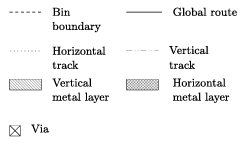 Bin
boundary
Global route
Horizontal
track
Vertical
track
Vertical
metal layer
Horizontal
metal layer
Via